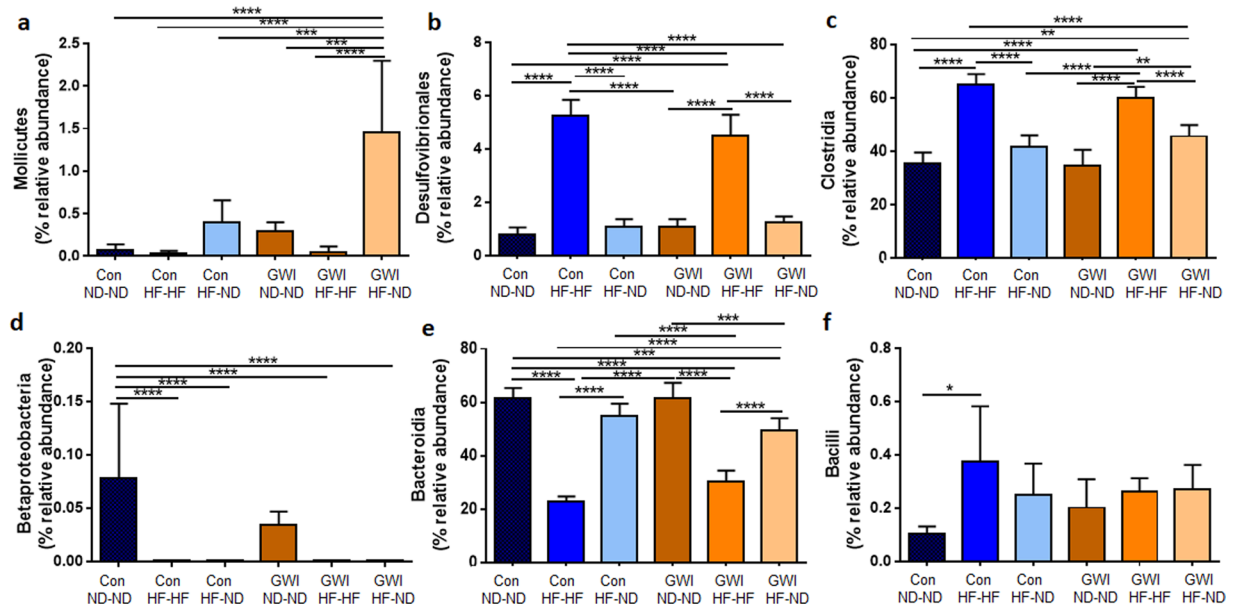 a
****
****
***
***
****
Mollicutes
(% relative abundance)
2.5
2.0
1.5
1.0
0.5
0.0
Con Con Con GWI GWI GWI
ND-ND HF-HF HF-ND ND-ND HF-HF HF-ND
b
****
****
****
**** ****
****
**** ****
Desulfovibrionales
(% relative abundance)
8
6
4
2
0
Con Con Con GWI GWI GWI
ND-ND HF-HF HF-ND ND-ND HF-HF HF-ND
c
****
**
****
**** **** **** **
**** ****
Clostridia
(% relative abundance)
80
60
40
20
0
Con Con Con GWI GWI GWI
ND-ND HF-HF HF-ND ND-ND HF-HF HF-ND
d
****
****
****
****
Betaproteobacteria
(% relative abundance)
0.20
0.15
0.10
0.05
0.00
Con Con Con GWI GWI GWI
ND-ND HF-HF HF-ND ND-ND HF-HF HF-ND
e
***
****
****
***
****
**** **** ****
**** ****
Bacteroidia
(% relative abundance)
80
60
40
20
0
Con Con Con GWI GWI GWI
ND-ND HF-HF HF-ND ND-ND HF-HF HF-ND
f
*
Bacilli
(% relative abundance)
0.8
0.6
0.4
0.2
0.0
Con Con Con GWI GWI GWI
ND-ND HF-HF HF-ND ND-ND HF-HF HF-ND